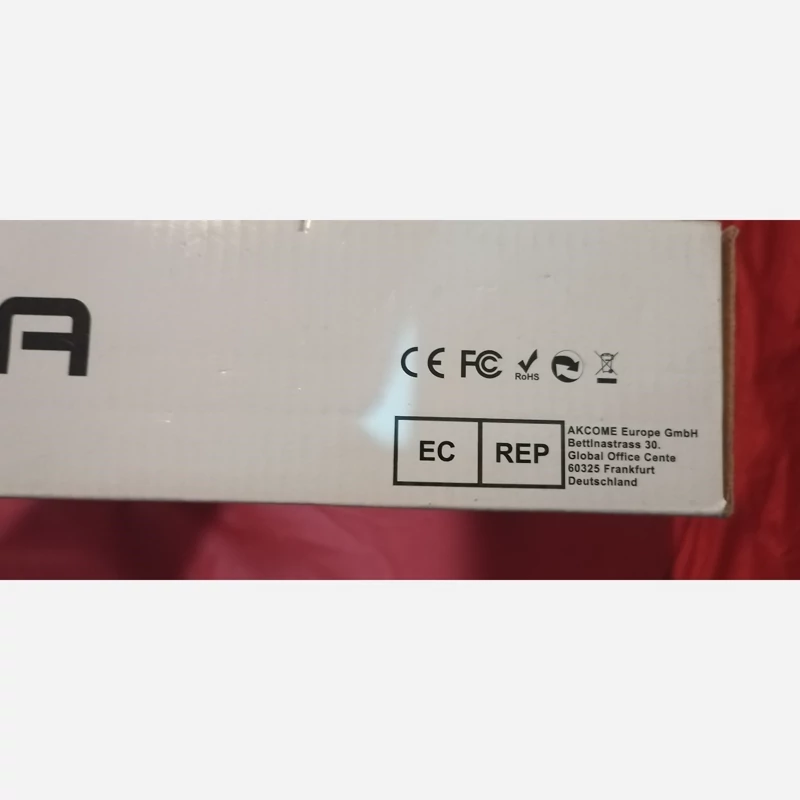 A
CE FC RoHS
EC REP
AKCOME Europe GmbH
Bettinastrass 30.
Global Office Cente
60325 Frankfurt
Deutschland